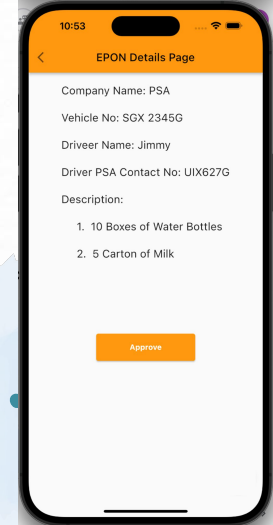 10:53
EPON Details Page
Company Name: PSA
Vehicle No: SGX 2345G
Driveer Name: Jimmy
Driver PSA Contact No: UIX627G
Description:
1. 10 Boxes of Water Bottles
2. 5 Carton of Milk
Approve